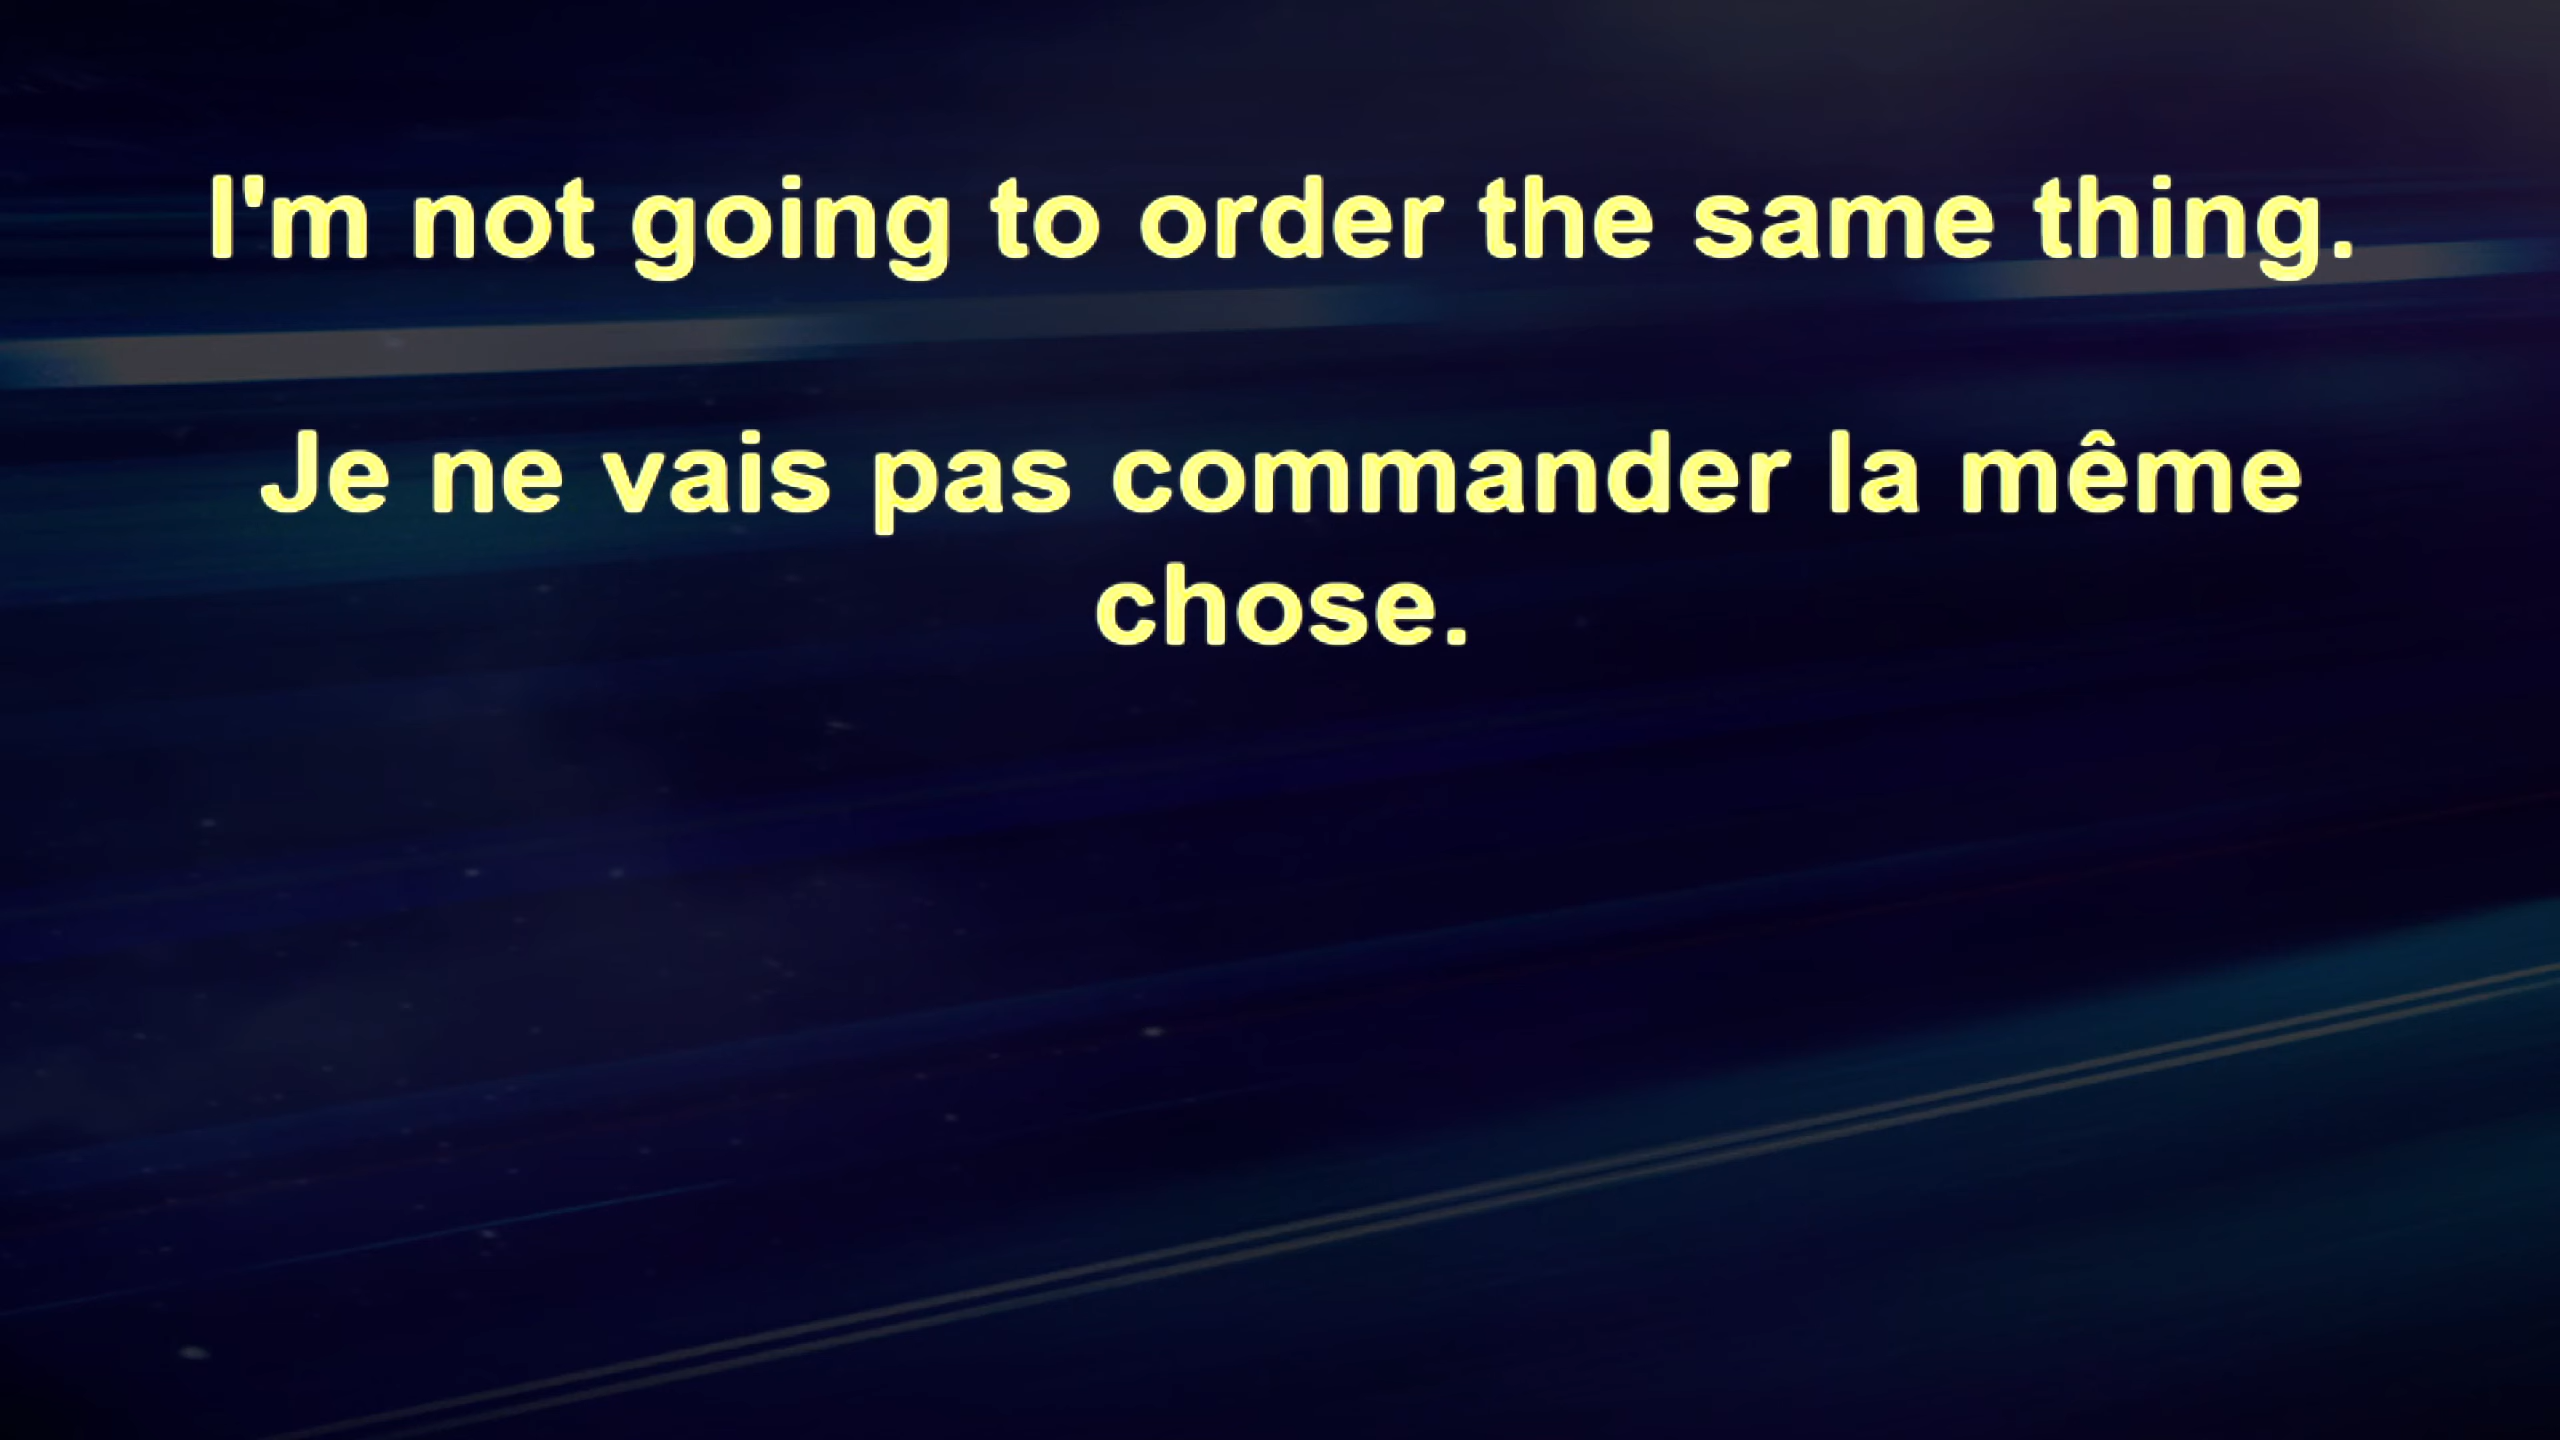 I'm not going to order the same thing.
Je ne vais pas commander la même
chose.